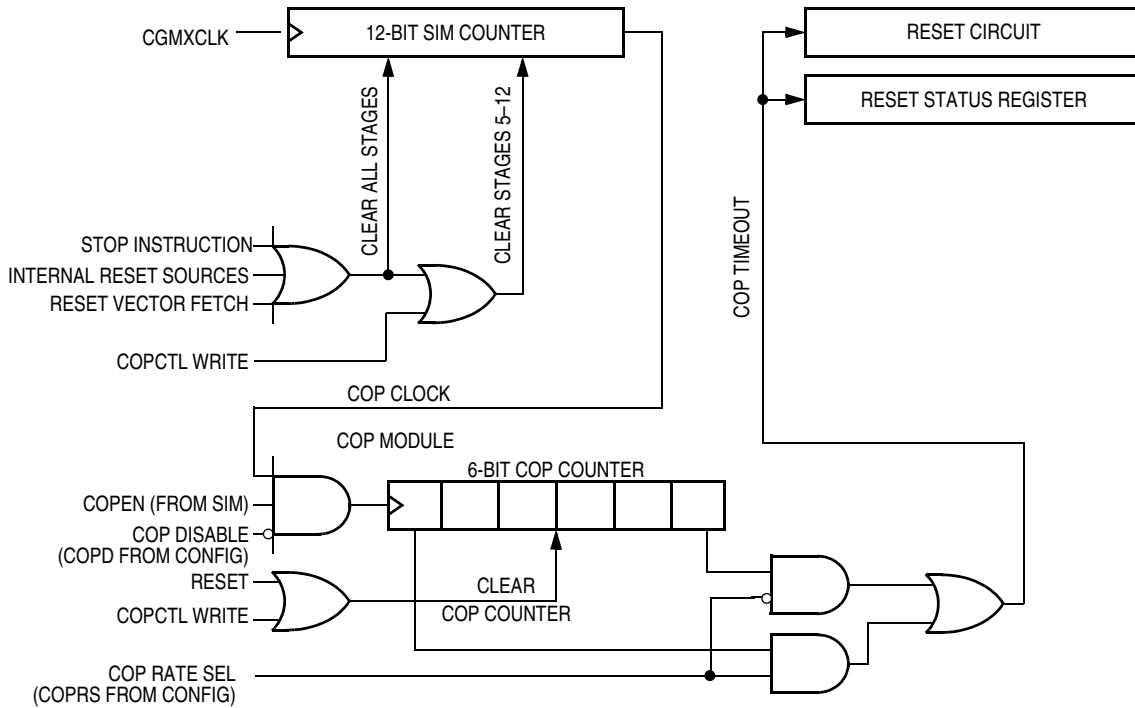 CGMXCLK
12-BIT SIM COUNTER
RESET CIRCUIT
RESET STATUS REGISTER
CLEAR ALL STAGES
CLEAR STAGES 5–12
COP TIMEOUT
STOP INSTRUCTION
INTERNAL RESET SOURCES
RESET VECTOR FETCH
COPCTL WRITE
COP CLOCK
COP MODULE
6-BIT COP COUNTER
COPEN (FROM SIM)
COP DISABLE
(COPD FROM CONFIG)
RESET
COPCTL WRITE
CLEAR
COP COUNTER
COP RATE SEL
(COPRS FROM CONFIG)